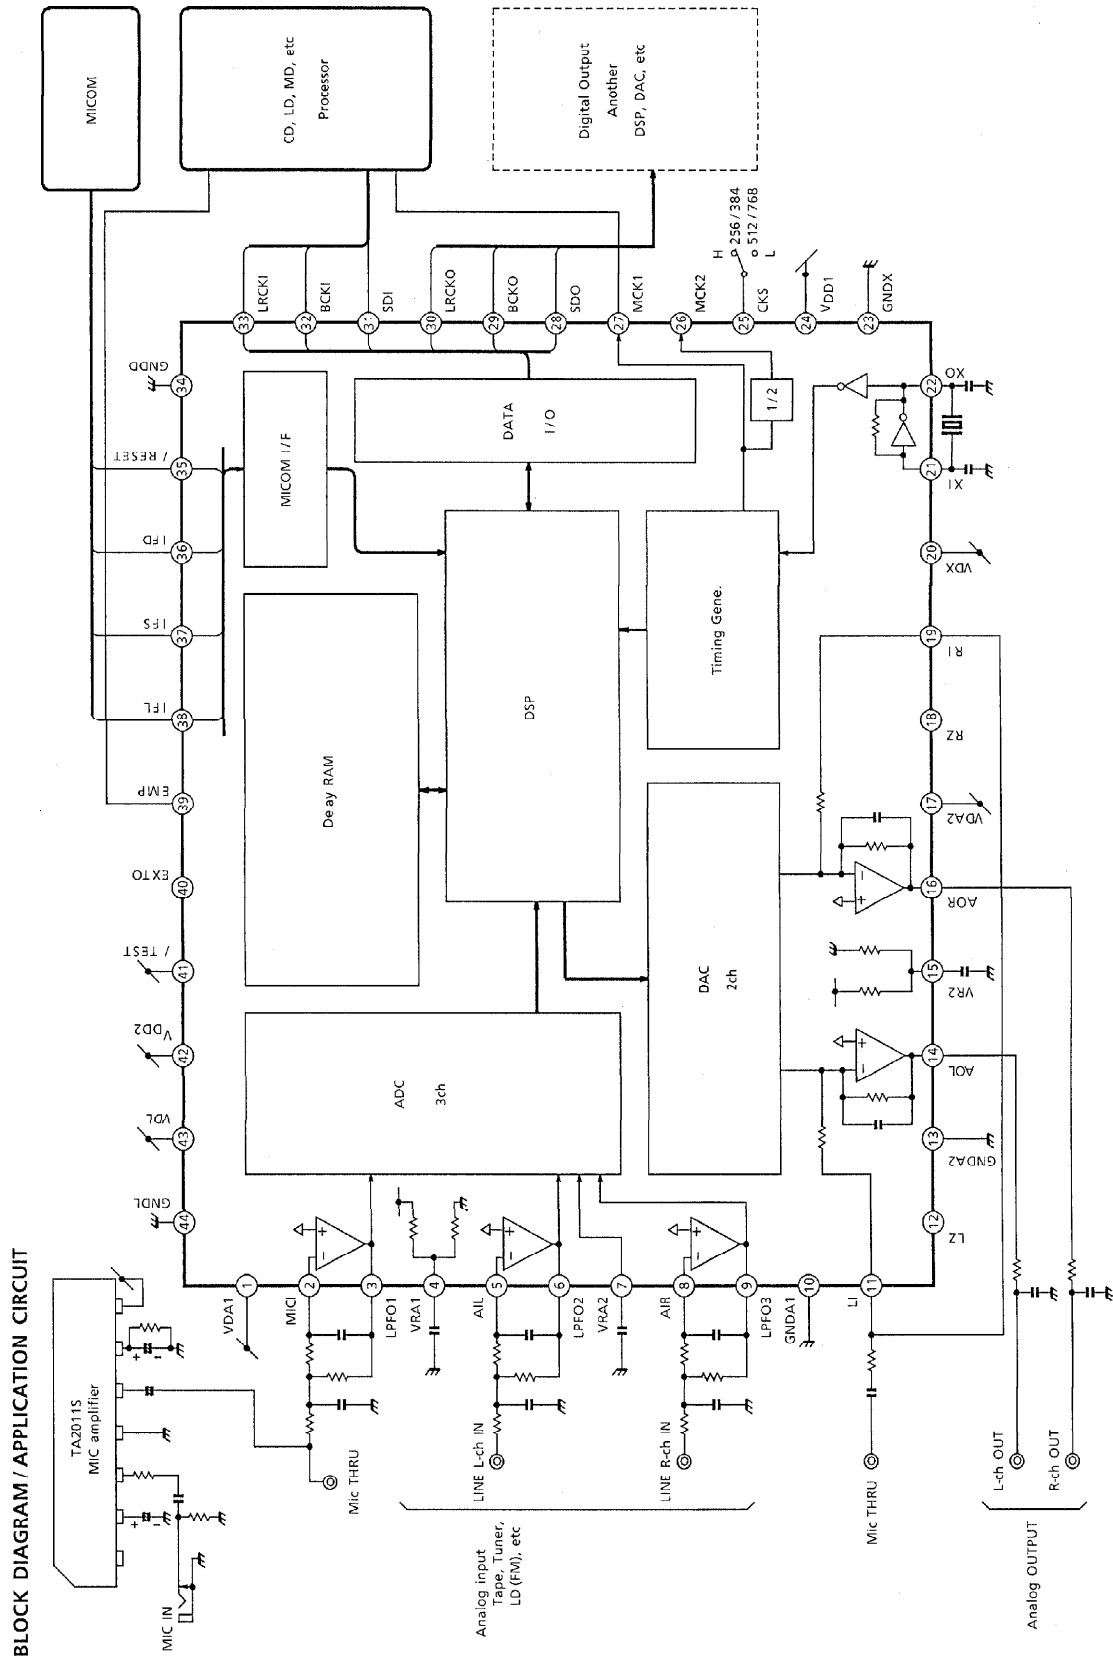 BLOCK DIAGRAM / APPLICATION CIRCUIT
TA2011S
MIC amplifier
MIC IN
Mic THRU
Analog input
Tape, Tuner,
LD (FM), etc
LINE L-ch IN
LINE R-ch IN
Mic THRU
Analog OUTPUT
L-ch OUT
R-ch OUT
MICOM
CD, LD, MD, etc
Processor
Digital Output
Another
DSP, DAC, etc
H
256 / 384
512 / 768
L
1 VDA1
2 MICI
3 LPFO1
4 VRA1
5 AIL
6 LPFO2
7 VRA2
8 AIR
9 LPFO3
10 GNDA1
11 LI
12 LZ
13 GNDA2
14 AOL
15 VR2
16 AOR
17 VDA2
18 RZ
19 RI
20 VDX
21 XI
22 XO
23 GNDX
24 VDD1
25 CKS
26 MCK2
27 MCK1
28 SDO
29 BCKO
30 LRCKO
31 SDI
32 BCKI
33 LRCKI
34 GNDD
35 / RESET
36 IFD
37 IFS
38 IFL
39 EMP
40 EXTO
41 / TEST
42 VDD2
43 VDL
44 GNDL
ADC
3ch
Deay RAM
MICOM I / F
DATA
I / O
DSP
DAC
2ch
Timing Gene.
1 / 2
+
-
+
-
+
-
+
-
+
-
+
-
+
-